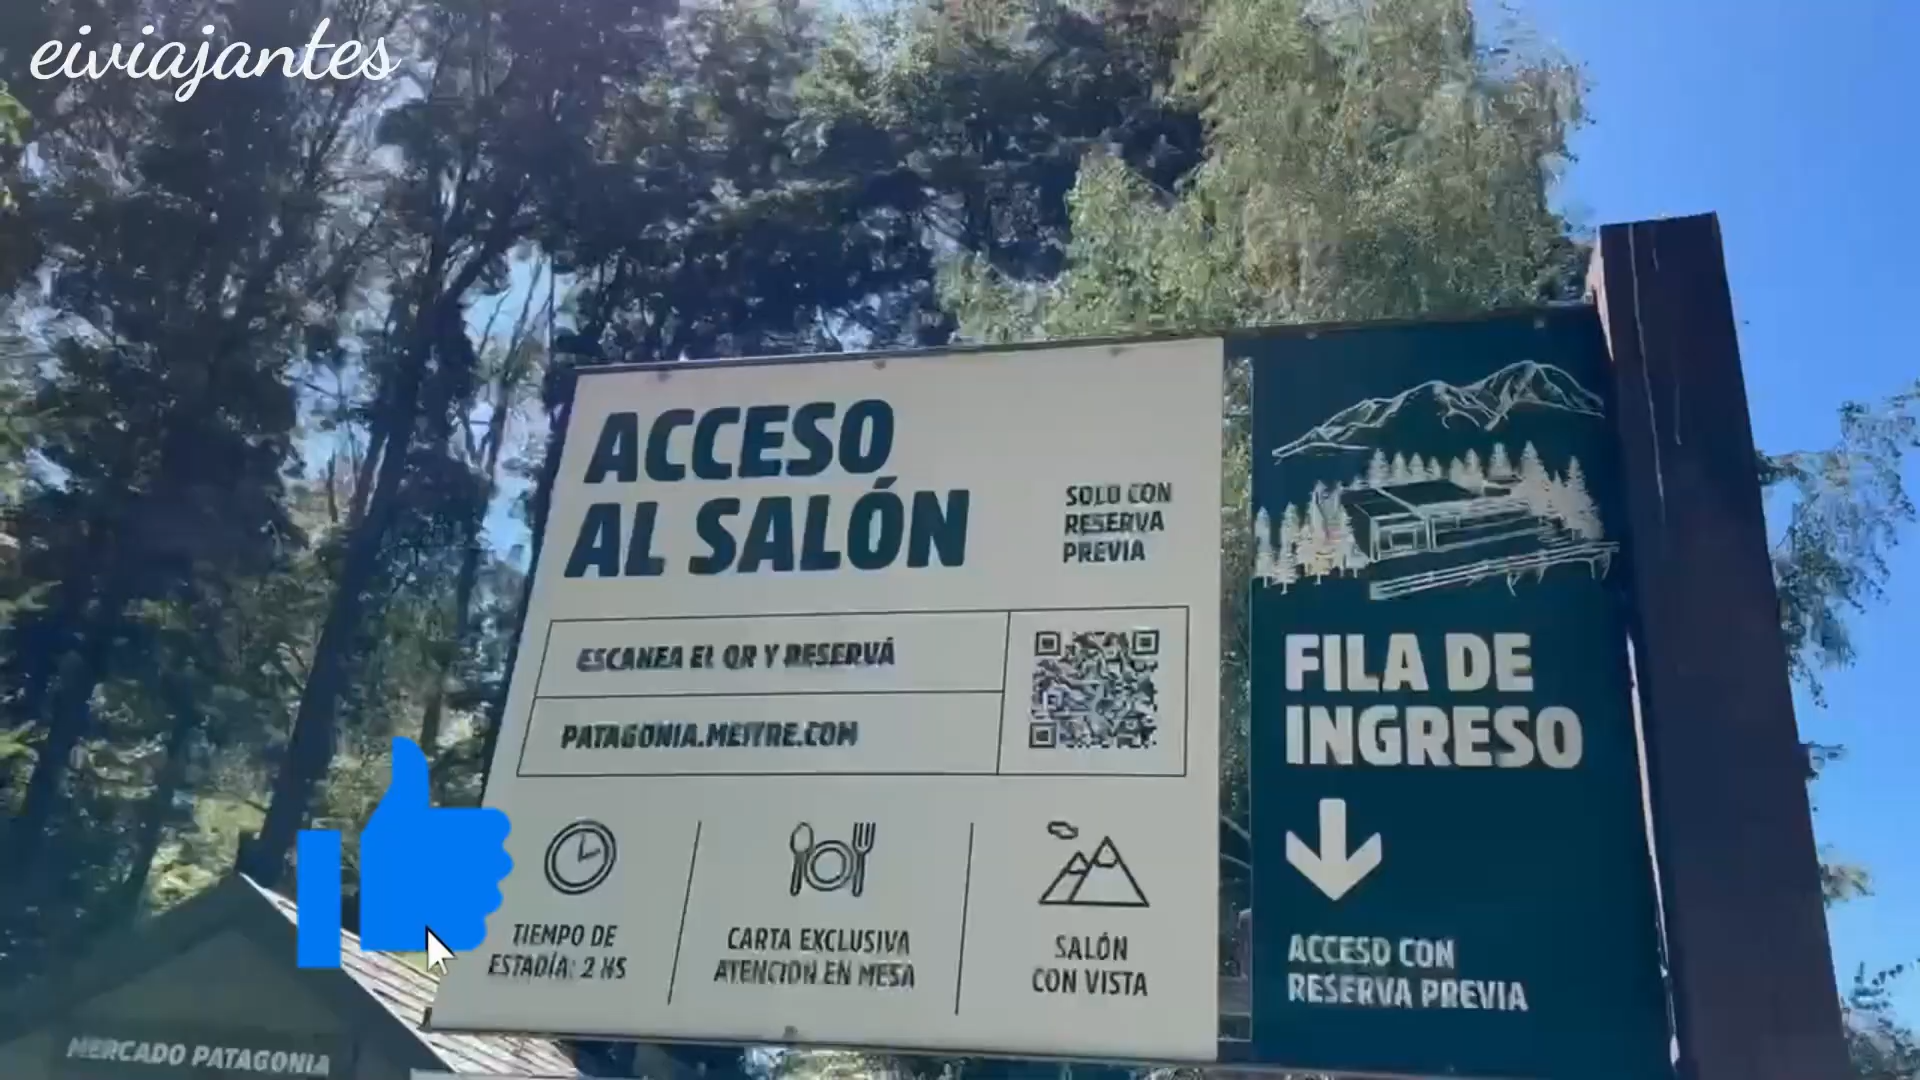 eiviajantes
ACCESO
AL SALÓN
SOLO CON
RESERVA
PREVIA
ESCANEA EL QR Y RESERVÁ
PATAGONIA.MEITRE.COM
TIEMPO DE
ESTADÍA: 2 HS
CARTA EXCLUSIVA
ATENCIÓN EN MESA
SALÓN
CON VISTA
FILA DE
INGRESO
ACCESO CON
RESERVA PREVIA
MERCADO PATAGONIA